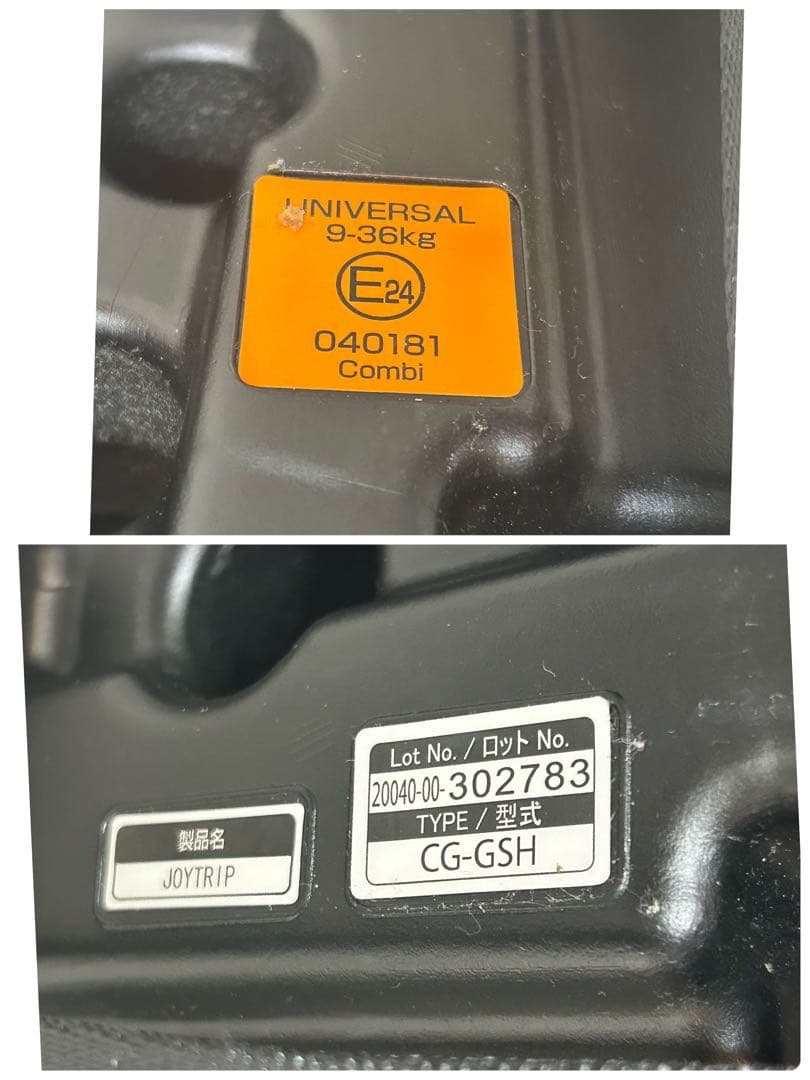 UNIVERSAL
9-36kg
E24
040181
Combi
Lot No. / ロット No.
20040-00-302783
TYPE / 型式
CG-GSH
製品名
JOYTRIP